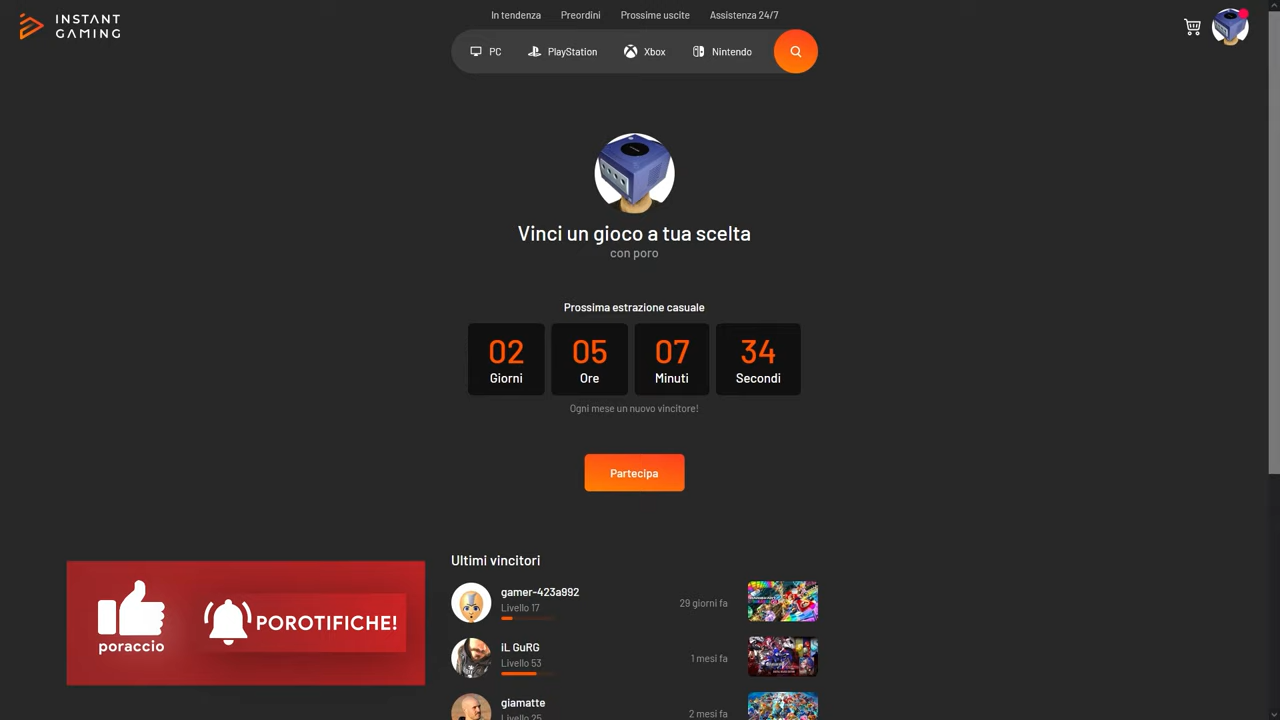 INSTANT
GAMING
In tendenza Preordini Prossime uscite Assistenza 24/7
PC PlayStation Xbox Nintendo
Vinci un gioco a tua scelta
con poro
Prossima estrazione casuale
02 05 07 34
Giorni Ore Minuti Secondi
Ogni mese un nuovo vincitore!
Partecipa
Ultimi vincitori
gamer-423a992
Livello 17
29 giorni fa
iL GuRG
Livello 53
1 mesi fa
giamatte
Livello 25
2 mesi fa
poraccio
POROTIFICHE!